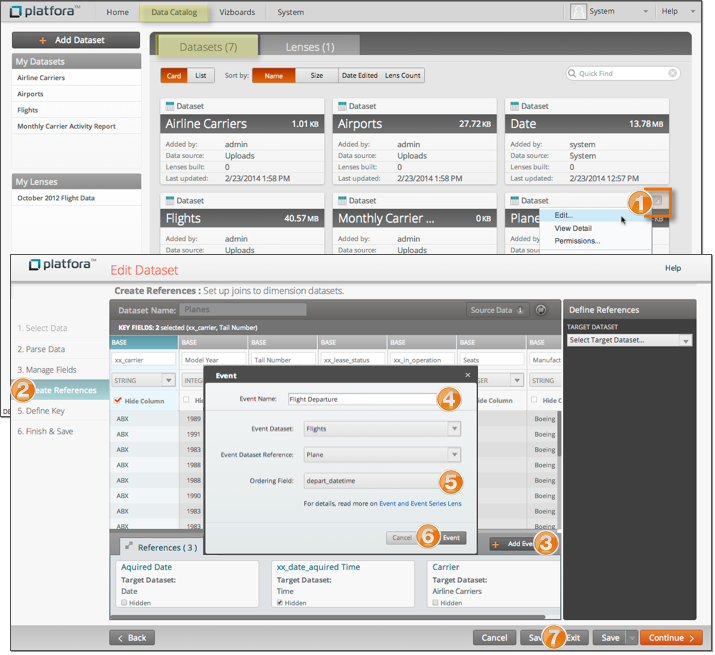 platfora™ Home Data Catalog Vizboards System System Help
+ Add Dataset
Datasets (7) Lenses (1)
My Datasets
Airline Carriers
Airports
Flights
Monthly Carrier Activity Report
My Lenses
October 2012 Flight Data
Card List Sort by: Name Size Date Edited Lens Count Quick Find
Dataset Dataset Dataset
Airline Carriers 1.01 KB Airports 27.72 KB Date 13.78 MB
Added by: admin Added by: admin Added by: system
Data source: Uploads Data source: Uploads Data source: System
Lenses built: 0 Lenses built: 0 Lenses built: 0
Last updated: 2/23/2014 1:58 PM Last updated: 2/23/2014 1:58 PM Last updated: 2/23/2014 12:57 PM
Dataset Dataset Dataset 1
Flights 40.57 MB Monthly Carrier ... 0 KB Plane
Edit...
View Detail
Permissions...
Added by: admin Added by: admin Added by
platfora™ Edit Dataset Help
Create References : Set up joins to dimension datasets.
1. Select Data
2. Parse Data
3. Manage Fields
2 eate References
5. Define Key
6. Finish & Save
Dataset Name: Planes Source Data
KEY FIELDS: 2 selected (xx_carrier, Tail Number)
BASE BASE BASE BASE BASE BASE BASE
xx_carrier Model Year Tail Number xx_lease_status xx_in_operation Seats Manufact
STRING INTEG GER STRING
Hide Column Hide Column Hide C
ABX 1989 Boeing
ABX 1991 Boeing
ABX 1983 Boeing
ABX 1988 Boeing
ABX 1988 Boeing
ABX 1990 Boeing
ABX 1983 Boeing
ABX 1988 Boeing
ABX 1983 Boeing
Define References
TARGET DATASET
Select Target Dataset...
Event ×
Event Name: Flight Departure 4
Event Dataset: Flights
Event Dataset Reference: Plane
Ordering Field: depart_datetime 5
For details, read more on Event and Event Series Lens
Cancel 6 Event
References ( 3 ) + Add Eve 3
Aquired Date xx_date_aquired Time Carrier
Target Dataset: Target Dataset: Target Dataset:
Date Time Airline Carriers
Hidden Hidden Hidden
< Back Cancel Sav 7 Exit Save Continue >